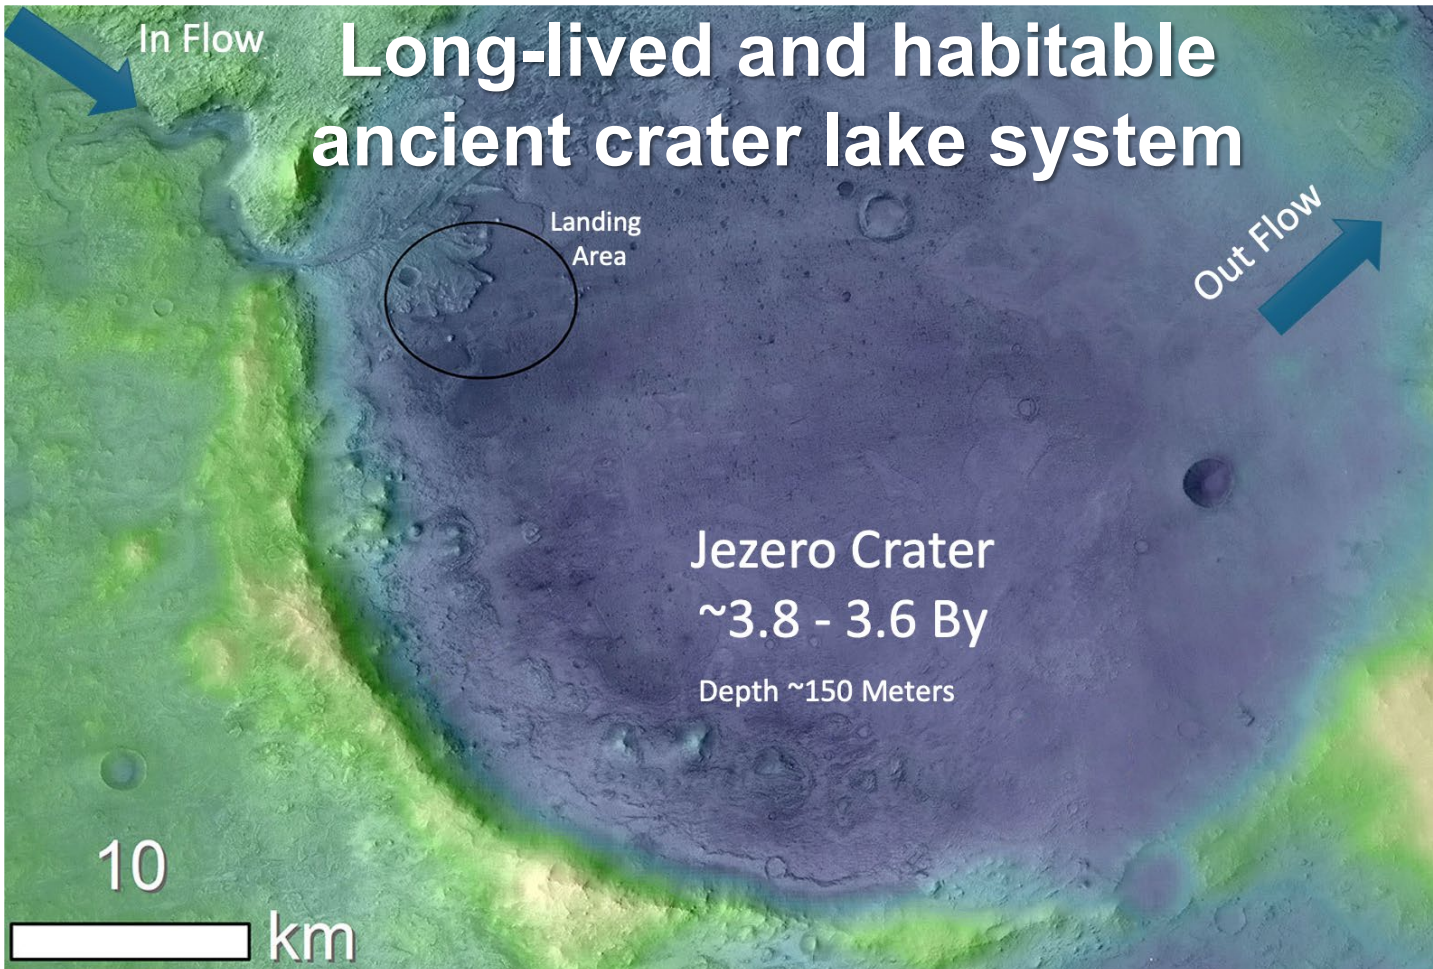 In Flow
Long-lived and habitable
ancient crater lake system
Landing
Area
Out Flow
Jezero Crater
~3.8 - 3.6 By
Depth ~150 Meters
10
km